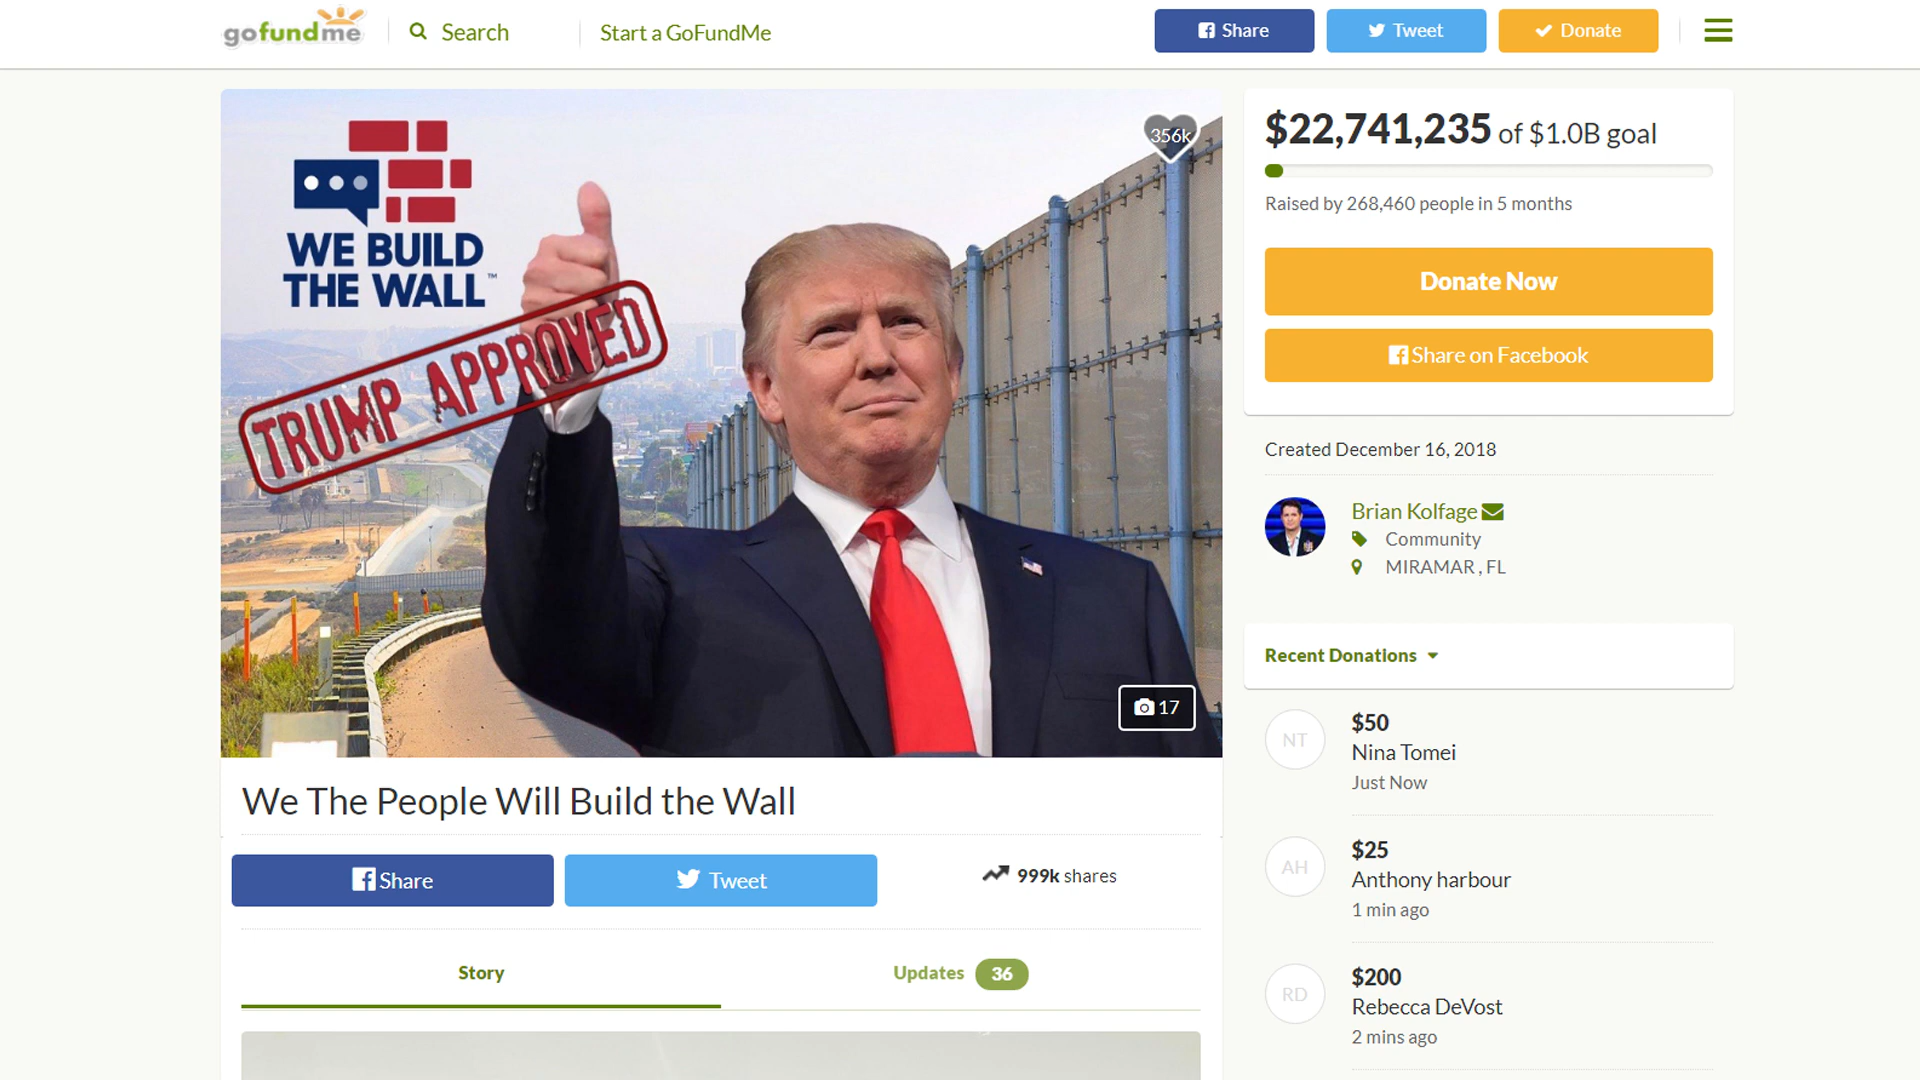 gofundme
Search
Start a GoFundMe
Share
Tweet
Donate
WE BUILD
THE WALL™
TRUMP APPROVED
356k
17
$22,741,235 of $1.0B goal
Raised by 268,460 people in 5 months
Donate Now
Share on Facebook
Created December 16, 2018
Brian Kolfage
Community
MIRAMAR , FL
Recent Donations
NT
$50
Nina Tomei
Just Now
AH
$25
Anthony harbour
1 min ago
RD
$200
Rebecca DeVost
2 mins ago
We The People Will Build the Wall
Share
Tweet
999k shares
Story
Updates 36